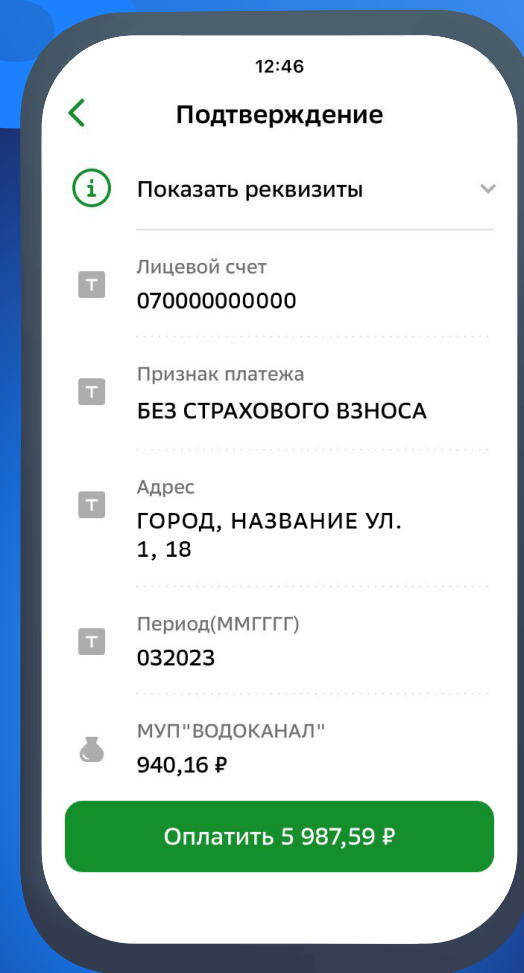 12:46
Подтверждение
i
Показать реквизиты
T
Лицевой счет
070000000000
T
Признак платежа
БЕЗ СТРАХОВОГО ВЗНОСА
T
Адрес
ГОРОД, НАЗВАНИЕ УЛ.
1, 18
T
Период(ММГГГГ)
032023
МУП"ВОДОКАНАЛ"
940,16 ₽
Оплатить 5 987,59 ₽